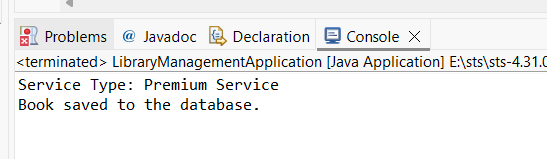 Problems @ Javadoc Declaration Console
<terminated> LibraryManagementApplication [Java Application] E:\sts\sts-4.31.0
Service Type: Premium Service
Book saved to the database.